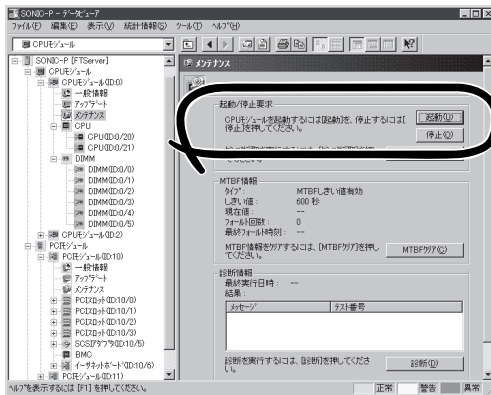 SONIC-P - データビューア
ファイル(F) 編集(E) 表示(V) 統計情報(S) ツール(T) ヘルプ(H)
CPUモジュール
SONIC-P [FTServer]
CPUモジュール
CPUモジュール(ID:0)
一般情報
アップデート
メンテナンス
CPU
CPU(ID:0/20)
CPU(ID:0/21)
DIMM
DIMM(ID:0/0)
DIMM(ID:0/1)
DIMM(ID:0/2)
DIMM(ID:0/3)
DIMM(ID:0/4)
DIMM(ID:0/5)
CPUモジュール(ID:2)
PCIモジュール
PCIモジュール(ID:10)
一般情報
アップデート
メンテナンス
PCIスロット(ID:10/0)
PCIスロット(ID:10/1)
PCIスロット(ID:10/2)
PCIスロット(ID:10/3)
SCSIアダプタ(ID:10/5)
BMC
イーサネットボード(ID:10/6)
PCIモジュール(ID:11)
メンテナンス
起動/停止要求
CPUモジュールを起動するには[起動]を、停止するには[
停止]を押してください。
起動(U)
停止(O)
MTBF情報
タイプ: MTBFしきい値有効
しきい値: 600 秒
現在値: --
フォールト回数: 0
最終フォールト時刻: --
MTBF情報をクリアするには、[MTBFクリア]を押し
てください。
MTBFクリア(C)
診断情報
最終実行日時: --
結果:
メッセージ テスト番号
診断を実行するには、[診断]を押してくださ
い。
診断(D)
ヘルプを表示するには [F1] を押してください。
正常 警告 異常